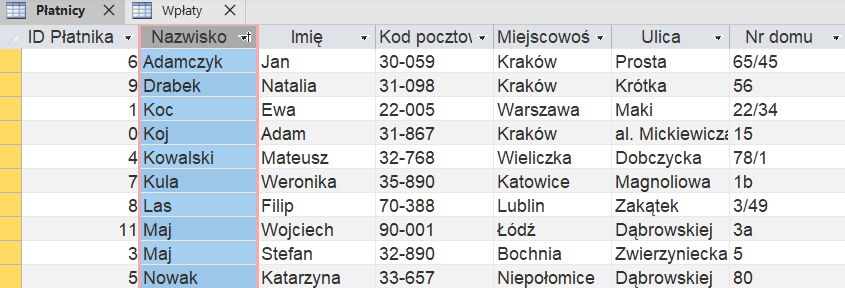 Płatnicy Wpłaty
ID Płatnika Nazwisko Imię Kod pocztow Miejscowoś Ulica Nr domu
6 Adamczyk Jan 30-059 Kraków Prosta 65/45
9 Drabek Natalia 31-098 Kraków Krótka 56
1 Koc Ewa 22-005 Warszawa Maki 22/34
0 Koj Adam 31-867 Kraków al. Mickiewicza 15
4 Kowalski Mateusz 32-768 Wieliczka Dobczycka 78/1
7 Kula Weronika 35-890 Katowice Magnoliowa 1b
8 Las Filip 70-388 Lublin Zakątek 3/49
11 Maj Wojciech 90-001 Łódź Dąbrowskiej 3a
3 Maj Stefan 32-890 Bochnia Zwierzyniecka 5
5 Nowak Katarzyna 33-657 Niepołomice Dąbrowskiej 80